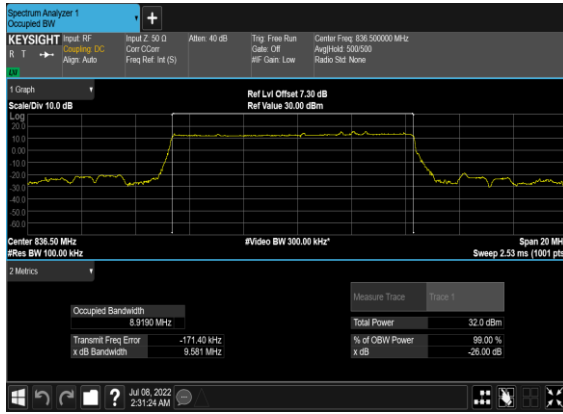 Spectrum Analyzer 1
Occupied BW
+
KEYSIGHT
R T
LXI
Input: RF
Coupling: DC
Align: Auto
Input Z: 50 Ω
Corr CCorr
Freq Ref: Int (S)
Atten: 40 dB
Trig: Free Run
Gate: Off
#IF Gain: Low
Center Freq: 836.500000 MHz
Avg|Hold: 500/500
Radio Std: None
1 Graph
Scale/Div 10.0 dB
Ref Lvl Offset 7.30 dB
Ref Value 30.00 dBm
Log
20.0
10.0
0.00
-10.0
-20.0
-30.0
-40.0
-50.0
-60.0
Center 836.50 MHz
#Res BW 100.00 kHz
#Video BW 300.00 kHz*
Span 20 MH
Sweep 2.53 ms (1001 pts
2 Metrics
Measure Trace Trace 1
Occupied Bandwidth
8.9190 MHz
Total Power 32.0 dBm
Transmit Freq Error -171.40 kHz
% of OBW Power 99.00 %
x dB Bandwidth 9.581 MHz
x dB -26.00 dB
?
Jul 08, 2022
2:31:24 AM